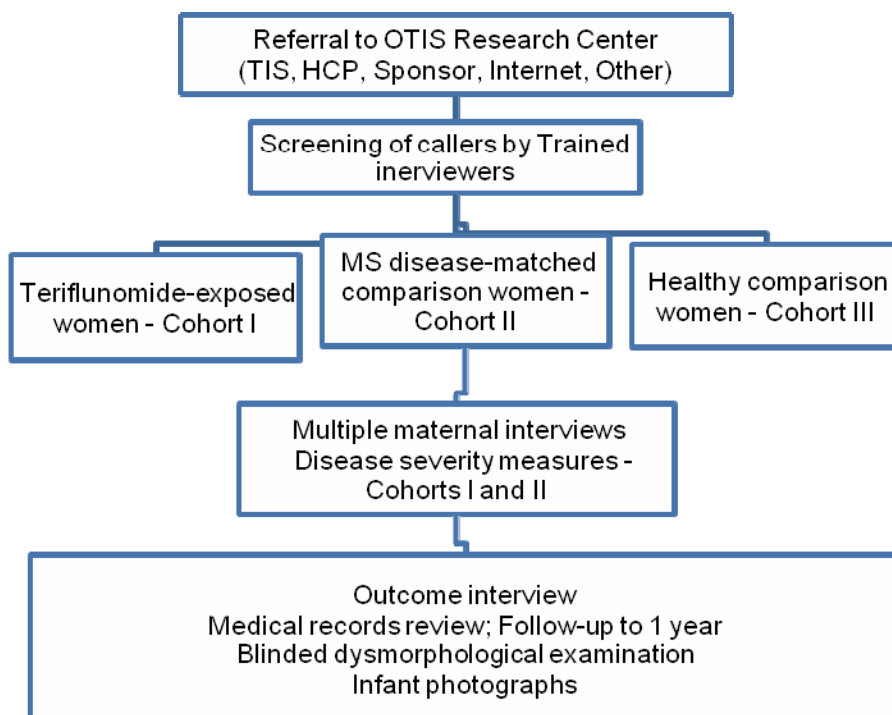 Referral to OTIS Research Center
(TIS, HCP, Sponsor, Internet, Other)
Screening of callers by Trained
inerviewers
Teriflunomide-exposed
women - Cohort I
MS disease-matched
comparison women -
Cohort II
Healthy comparison
women - Cohort III
Multiple maternal interviews
Disease severity measures -
Cohorts I and II
Outcome interview
Medical records review; Follow-up to 1 year
Blinded dysmorphological examination
Infant photographs